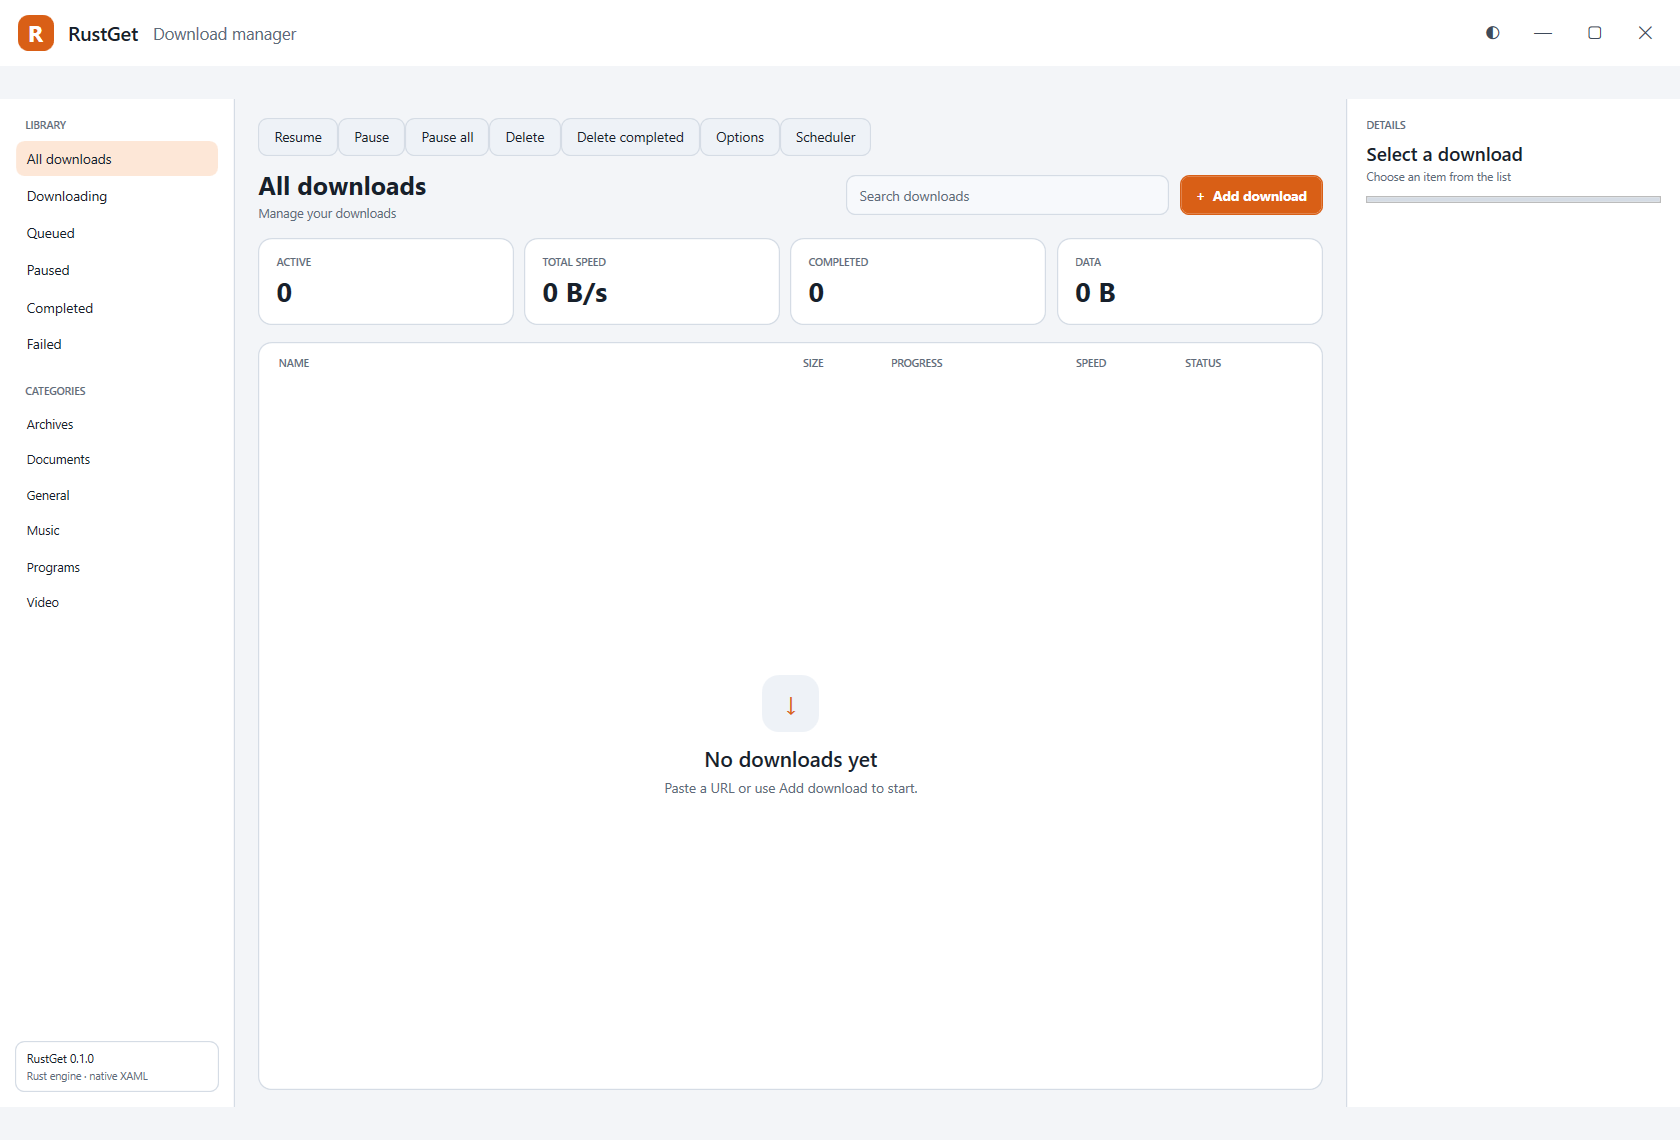 R RustGet Download manager
LIBRARY
All downloads
Downloading
Queued
Paused
Completed
Failed
CATEGORIES
Archives
Documents
General
Music
Programs
Video
RustGet 0.1.0
Rust engine · native XAML
Resume Pause Pause all Delete Delete completed Options Scheduler
All downloads
Manage your downloads
Search downloads
+ Add download
ACTIVE
0
TOTAL SPEED
0 B/s
COMPLETED
0
DATA
0 B
NAME SIZE PROGRESS SPEED STATUS
↓
No downloads yet
Paste a URL or use Add download to start.
DETAILS
Select a download
Choose an item from the list